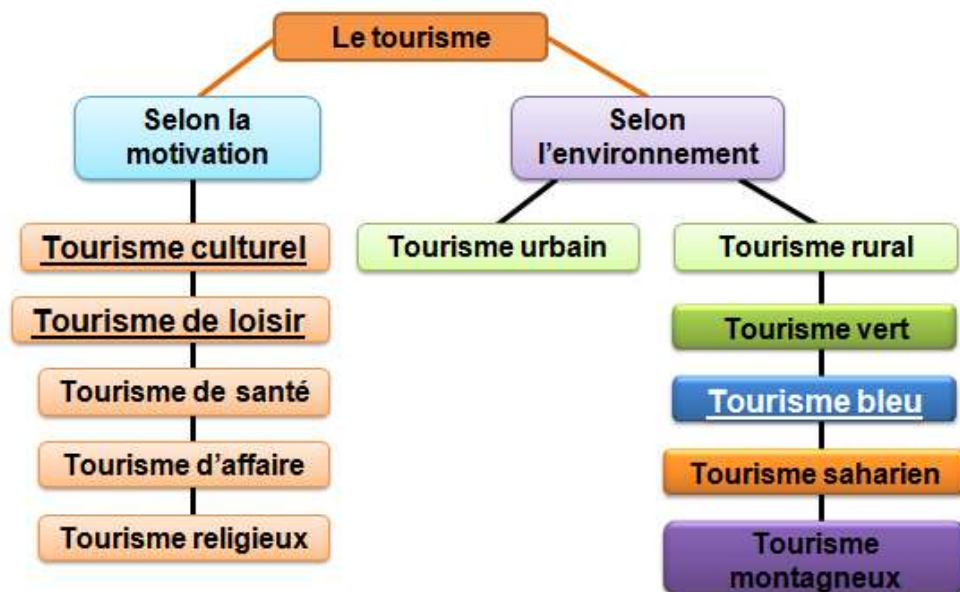 Le tourisme
Selon la
motivation
Selon
l'environnement
Tourisme culturel
Tourisme de loisir
Tourisme de santé
Tourisme d'affaire
Tourisme religieux
Tourisme urbain
Tourisme rural
Tourisme vert
Tourisme bleu
Tourisme saharien
Tourisme
montagneux